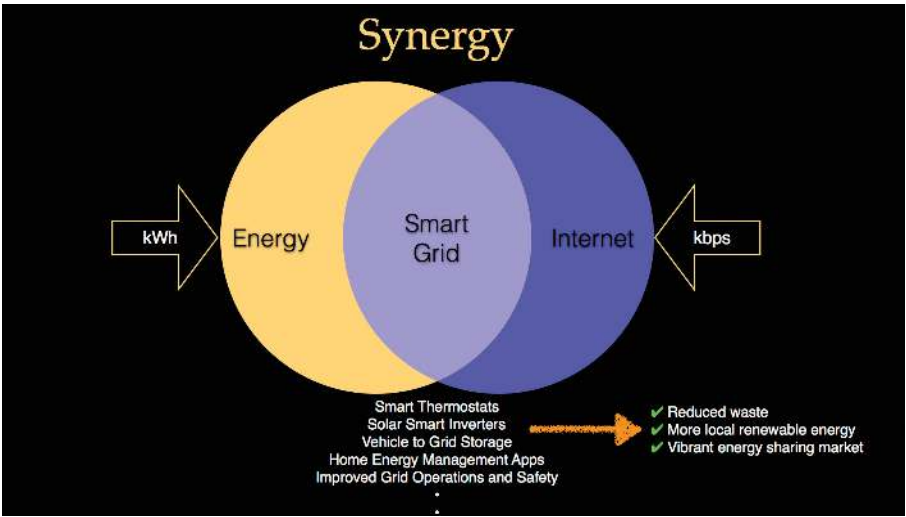 Synergy
kWh
Energy
Smart
Grid
Internet
kbps
Smart Thermostats
Solar Smart Inverters
Vehicle to Grid Storage
Home Energy Management Apps
Improved Grid Operations and Safety
✔ Reduced waste
✔ More local renewable energy
✔ Vibrant energy sharing market